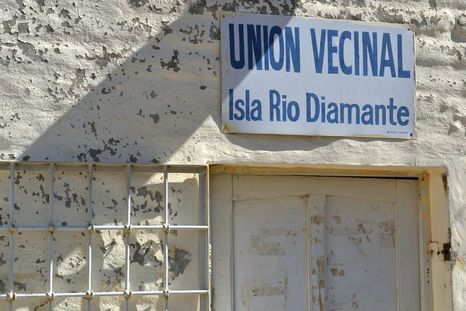 UNION VECINAL
Isla Rio Diamante